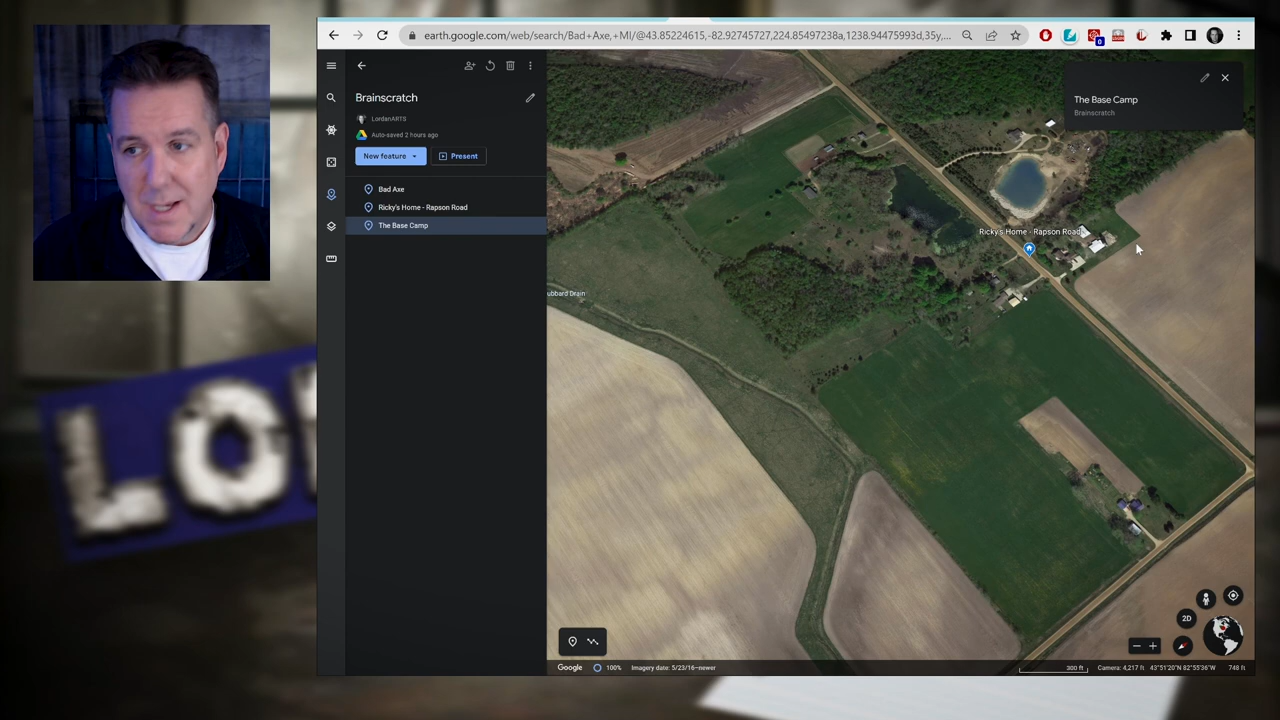 earth.google.com/web/search/Bad+Axe,+MI/@43.85224615,-82.92745727,224.85497238a,1238.94475993d,35y,...
0
Brainscratch
LordanARTS
Auto-saved 2 hours ago
New feature
Present
Bad Axe
Ricky's Home - Rapson Road
The Base Camp
The Base Camp
Brainscratch
Ricky's Home - Rapson Road
ubbard Drain
LO
2D
Google
100%
Imagery date: 5/23/16–newer
300 ft
Camera: 4,217 ft
43°51'20"N 82°55'36"W
748 ft